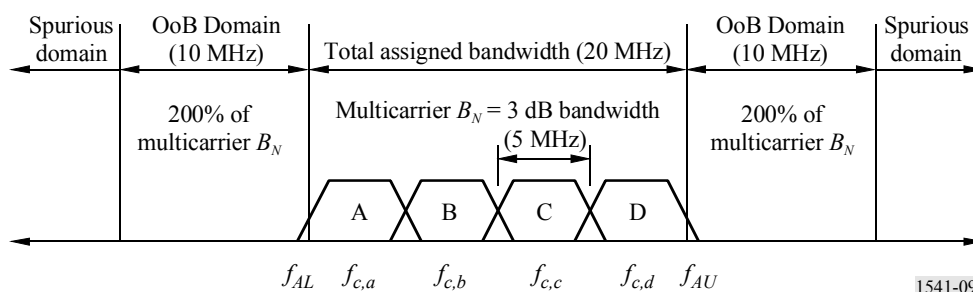 Spurious domain
OoB Domain (10 MHz)
Total assigned bandwidth (20 MHz)
OoB Domain (10 MHz)
Spurious domain
200% of multicarrier B_N
Multicarrier B_N = 3 dB bandwidth (5 MHz)
200% of multicarrier B_N
A B C D
f_AL f_c,a f_c,b f_c,c f_c,d f_AU
1541-09